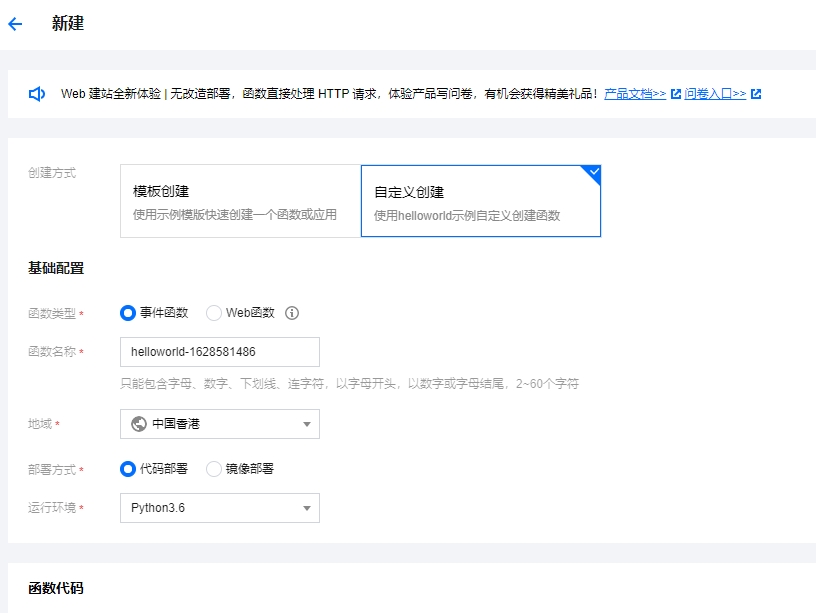 新建
Web 建站全新体验 | 无改造部署，函数直接处理 HTTP 请求，体验产品写问卷，有机会获得精美礼品！产品文档>> 问卷入口>>
创建方式
模板创建
使用示例模版快速创建一个函数或应用
自定义创建
使用helloworld示例自定义创建函数
基础配置
函数类型 * 事件函数 Web函数
函数名称 * helloworld-1628581486
只能包含字母、数字、下划线、连字符，以字母开头，以数字或字母结尾，2~60个字符
地域 * 中国香港
部署方式 * 代码部署 镜像部署
运行环境 * Python3.6
函数代码